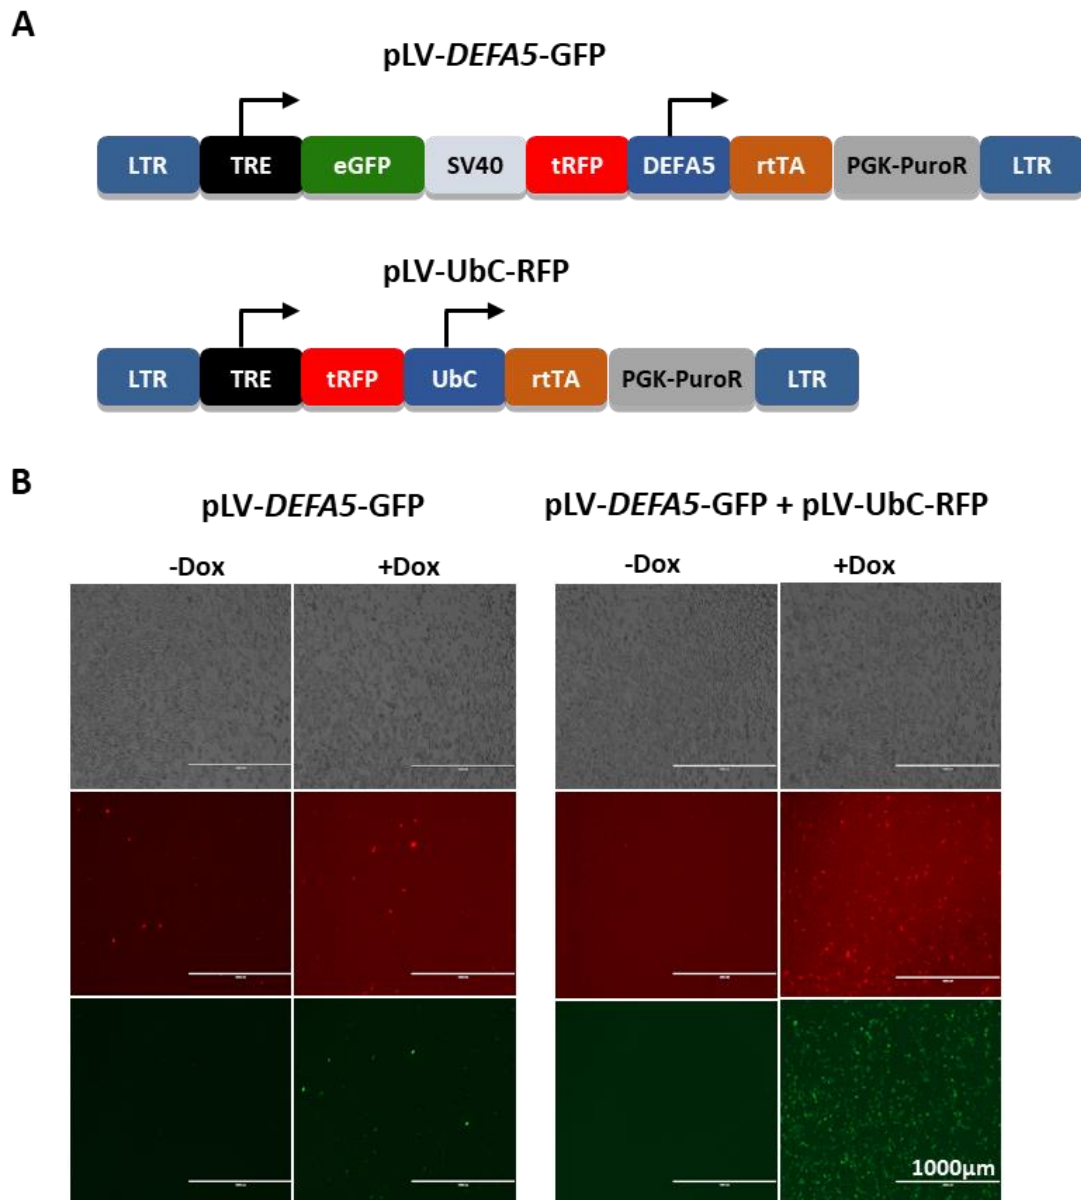 A
pLV-DEFA5-GFP
LTR TRE eGFP SV40 tRFP DEFA5 rtTA PGK-PuroR LTR
pLV-UbC-RFP
LTR TRE tRFP UbC rtTA PGK-PuroR LTR
B
pLV-DEFA5-GFP pLV-DEFA5-GFP + pLV-UbC-RFP
-Dox +Dox -Dox +Dox
1000μm